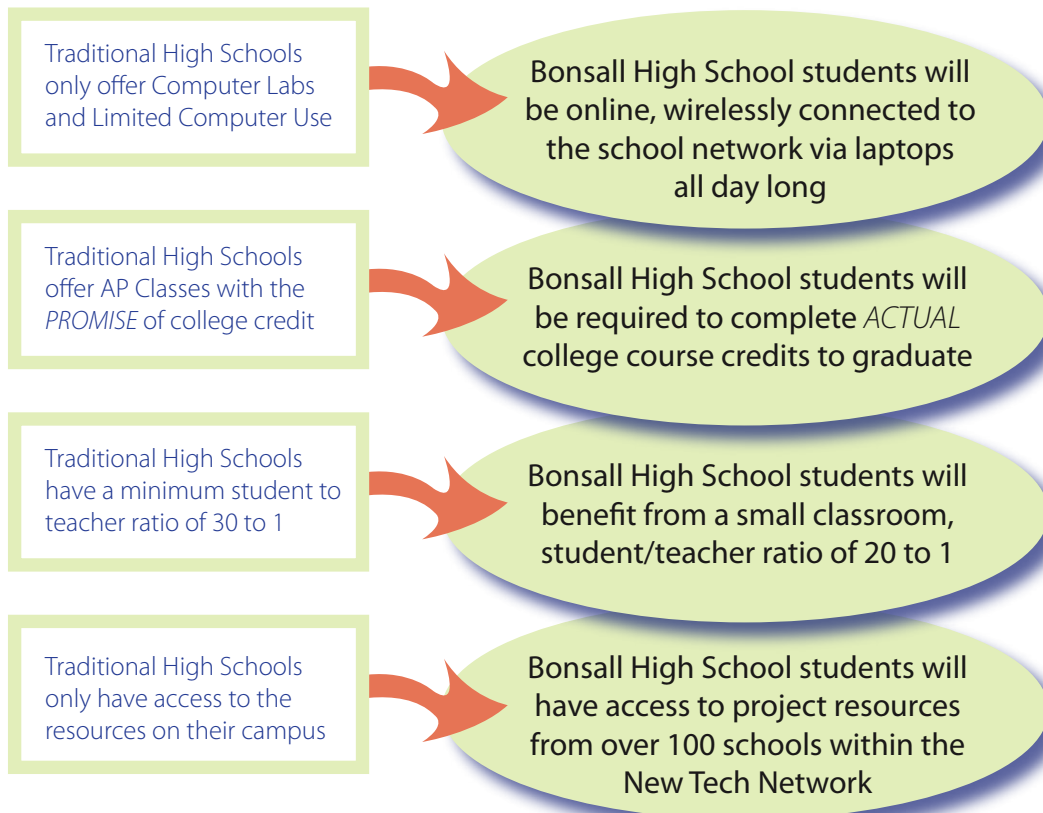 Traditional High Schools
only offer Computer Labs
and Limited Computer Use
Bonsall High School students will
be online, wirelessly connected to
the school network via laptops
all day long
Traditional High Schools
offer AP Classes with the
PROMISE of college credit
Bonsall High School students will
be required to complete ACTUAL
college course credits to graduate
Traditional High Schools
have a minimum student to
teacher ratio of 30 to 1
Bonsall High School students will
benefit from a small classroom,
student/teacher ratio of 20 to 1
Traditional High Schools
only have access to the
resources on their campus
Bonsall High School students will
have access to project resources
from over 100 schools within the
New Tech Network